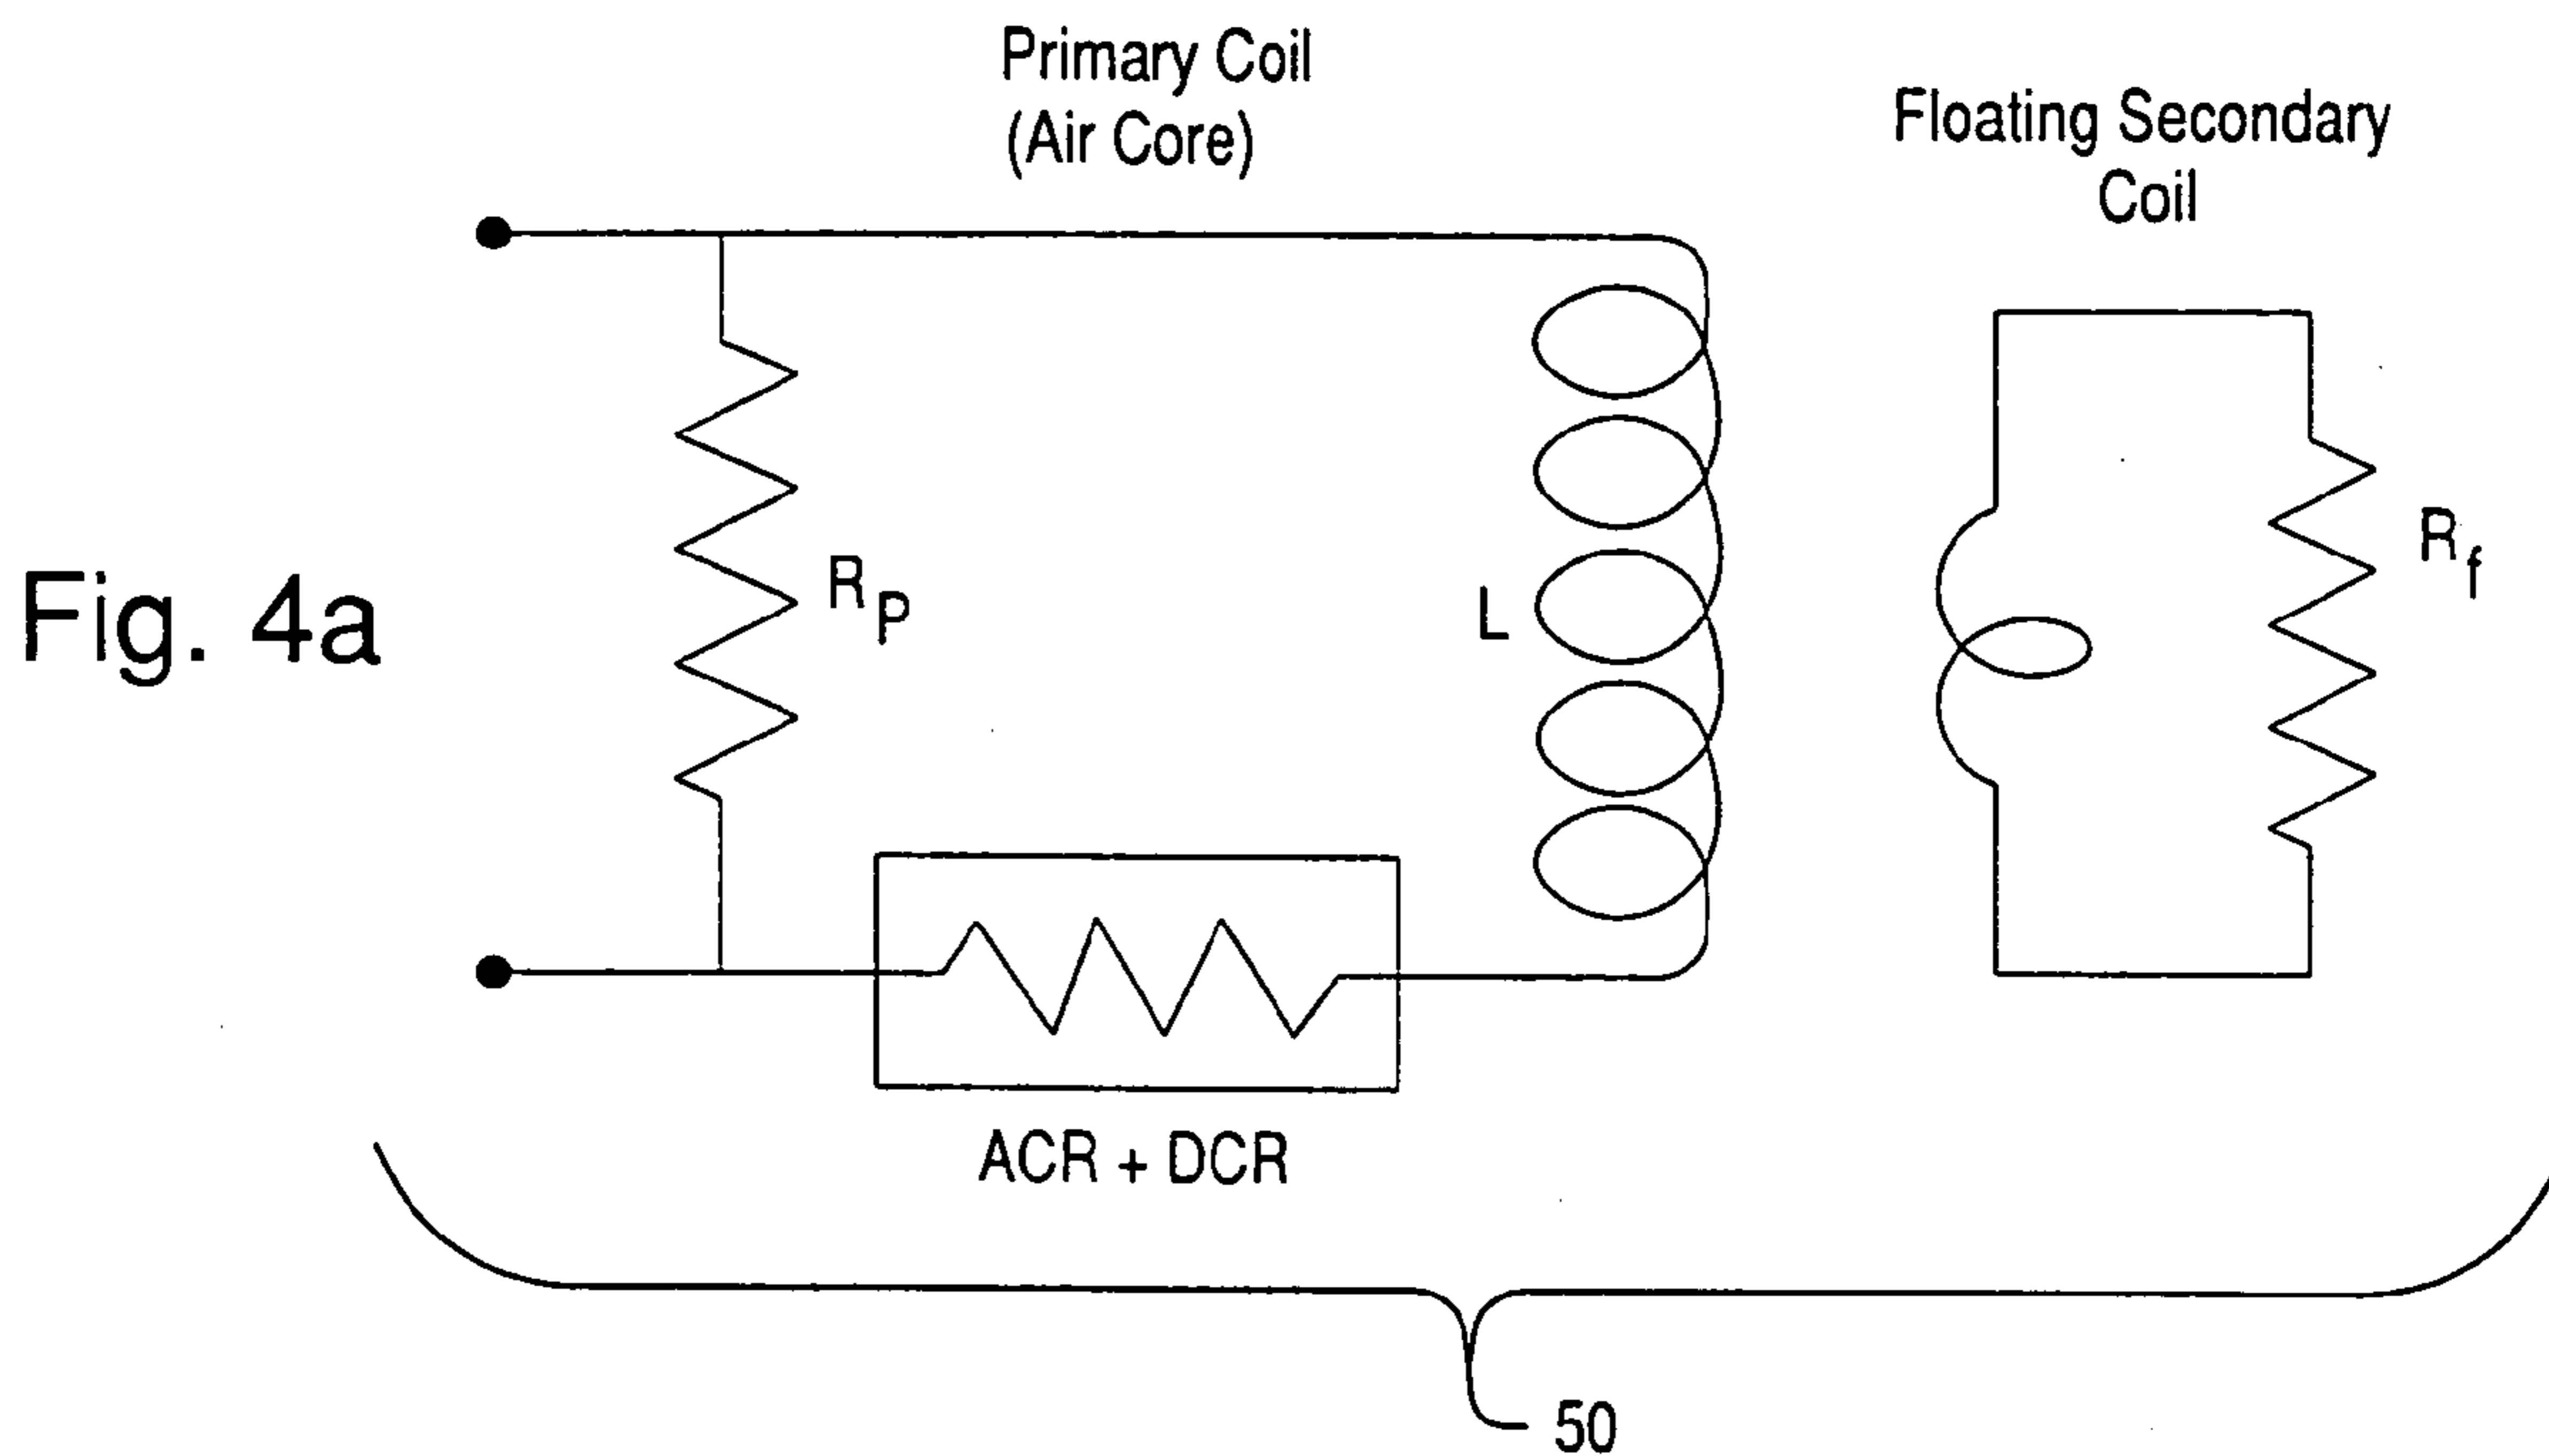 Primary Coil
(Air Core)
Floating Secondary
Coil
Fig. 4a
RP
L
Rf
ACR + DCR
50